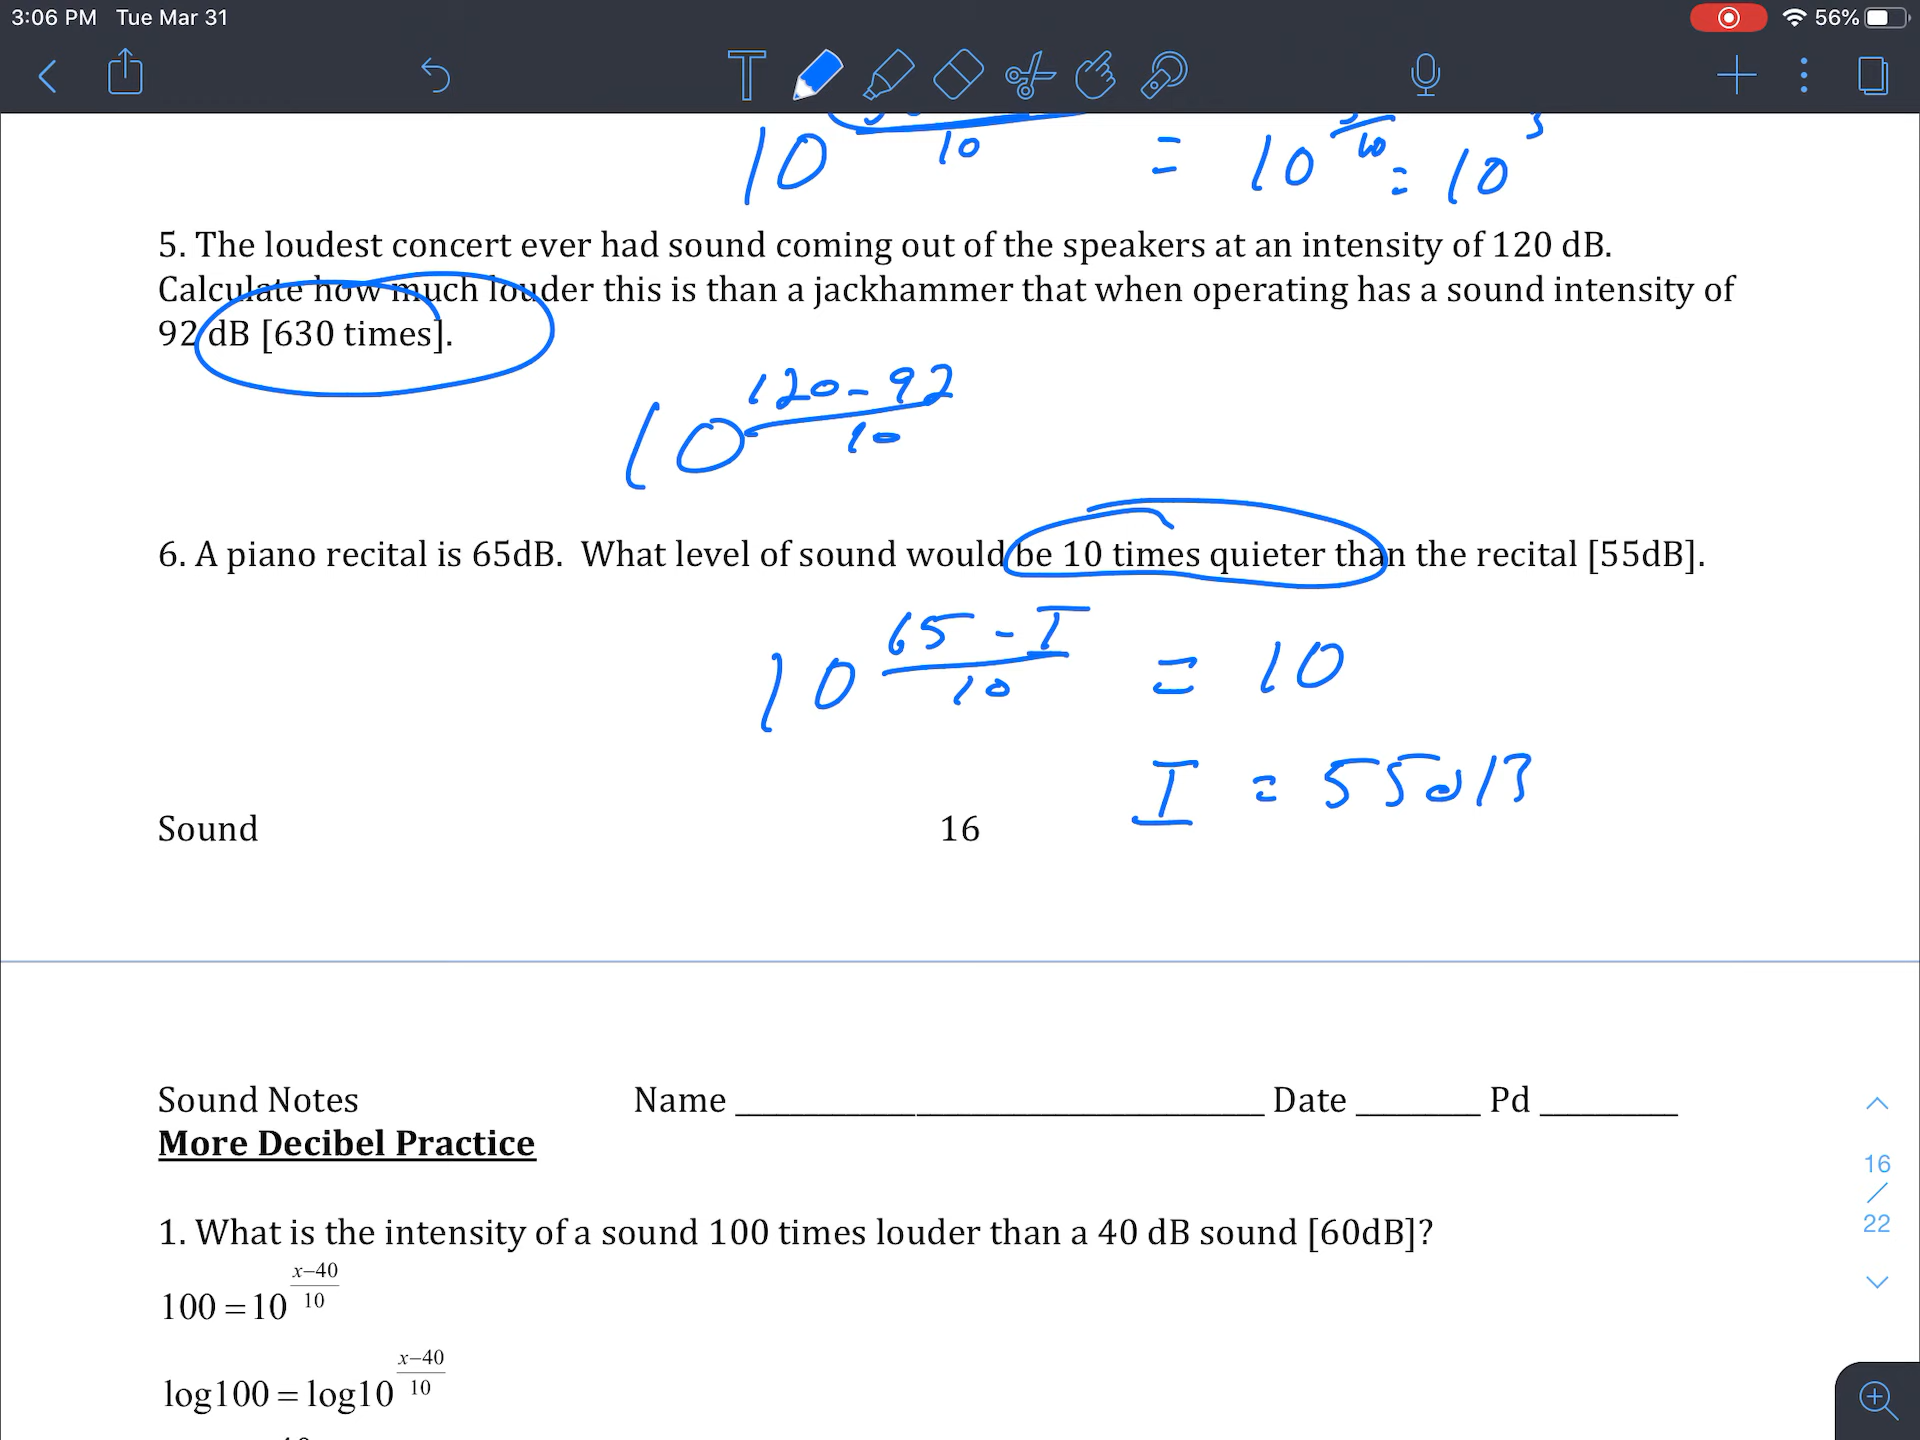 3:06 PM Tue Mar 31
56%
T
10 10 = 10 10 = 10 3
5. The loudest concert ever had sound coming out of the speakers at an intensity of 120 dB.
Calculate how much louder this is than a jackhammer that when operating has a sound intensity of
92 dB [630 times].
120 - 92
10 10
6. A piano recital is 65dB. What level of sound would be 10 times quieter than the recital [55dB].
65 - I
10 10 = 10
I = 55dB
Sound 16
Sound Notes Name Date Pd
More Decibel Practice
1. What is the intensity of a sound 100 times louder than a 40 dB sound [60dB]?
x–40
100 = 10 10
x–40
log100 = log10 10
16
/
22